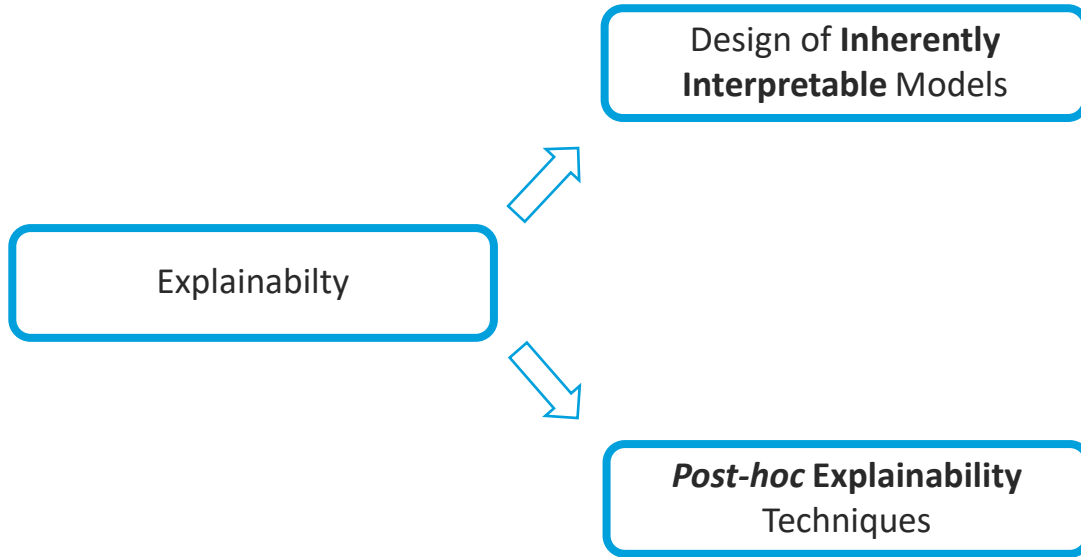 Design of Inherently
Interpretable Models
Explainabilty
Post-hoc Explainability
Techniques